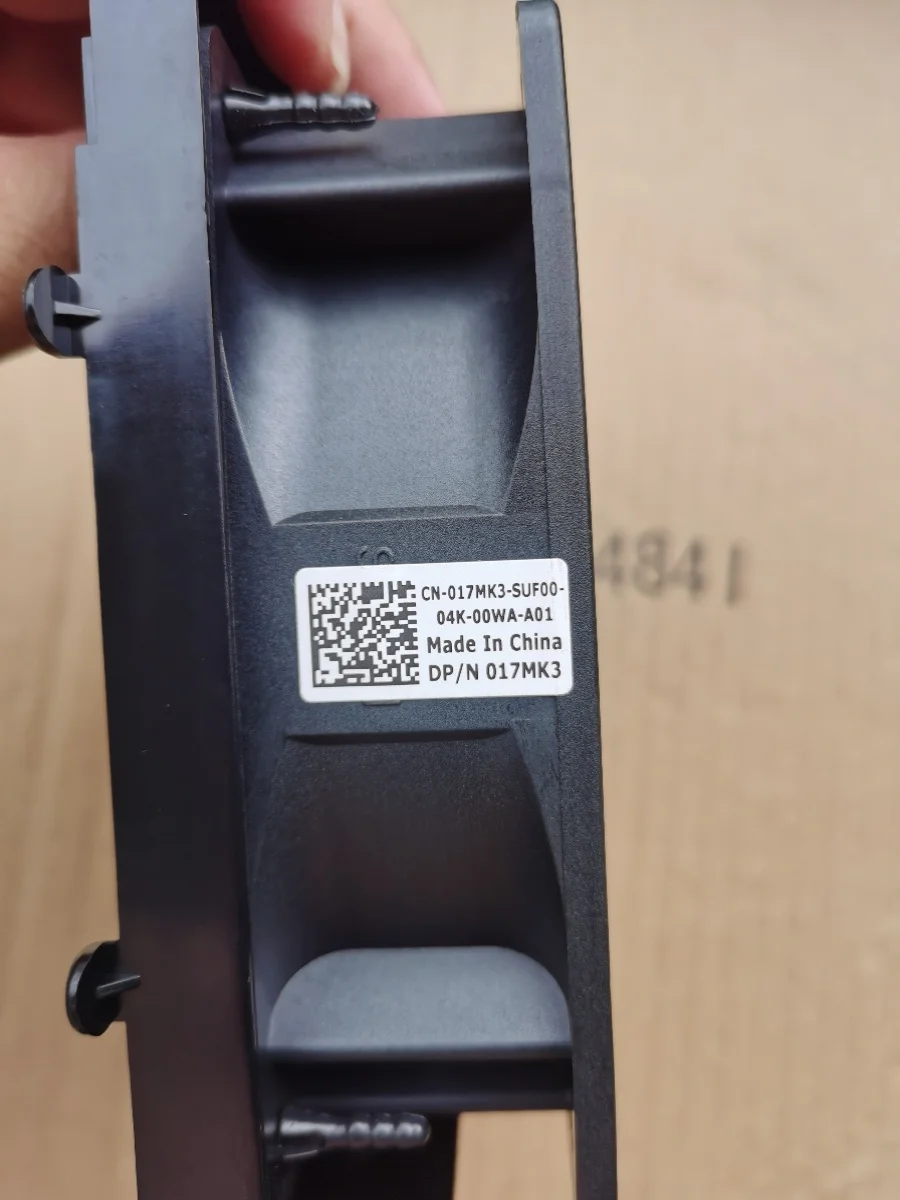 CN-017MK3-SUF00-
04K-00WA-A01
Made In China
DP/N 017MK3
4841